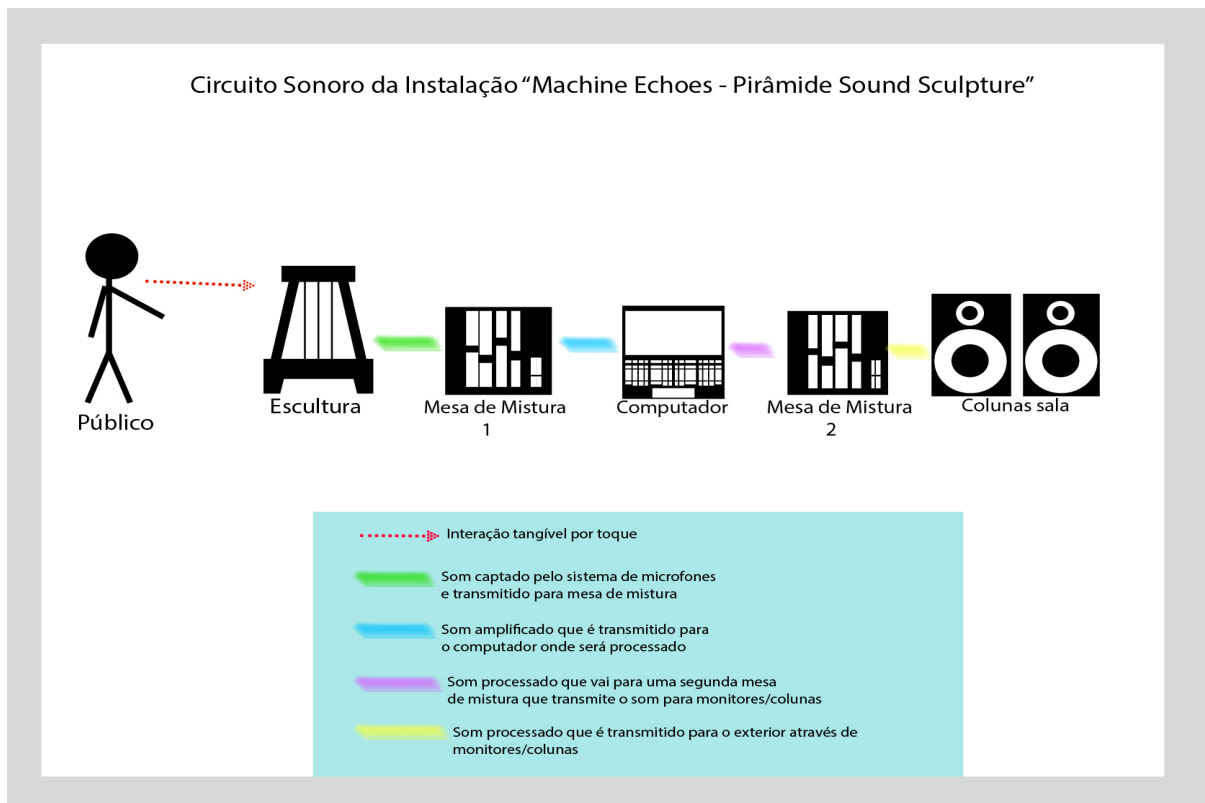 Circuito Sonoro da Instalação “Machine Echoes - Pirâmide Sound Sculpture”
Público
Escultura
Mesa de Mistura
1
Computador
Mesa de Mistura
2
Colunas sala
Interação tangível por toque
Som captado pelo sistema de microfones
e transmitido para mesa de mistura
Som amplificado que é transmitido para
o computador onde será processado
Som processado que vai para uma segunda mesa
de mistura que transmite o som para monitores/colunas
Som processado que é transmitido para o exterior através de
monitores/colunas